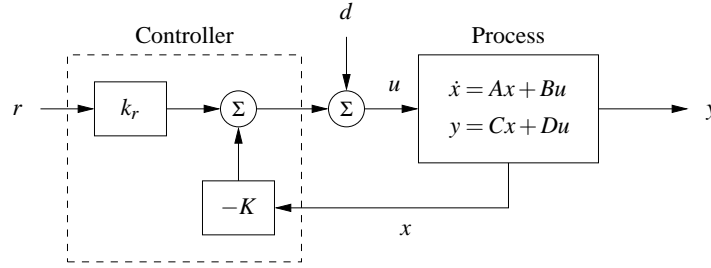 Controller
d
Process
r
k_r
Σ
Σ
u
ẋ = Ax + Bu
y = Cx + Du
y
−K
x